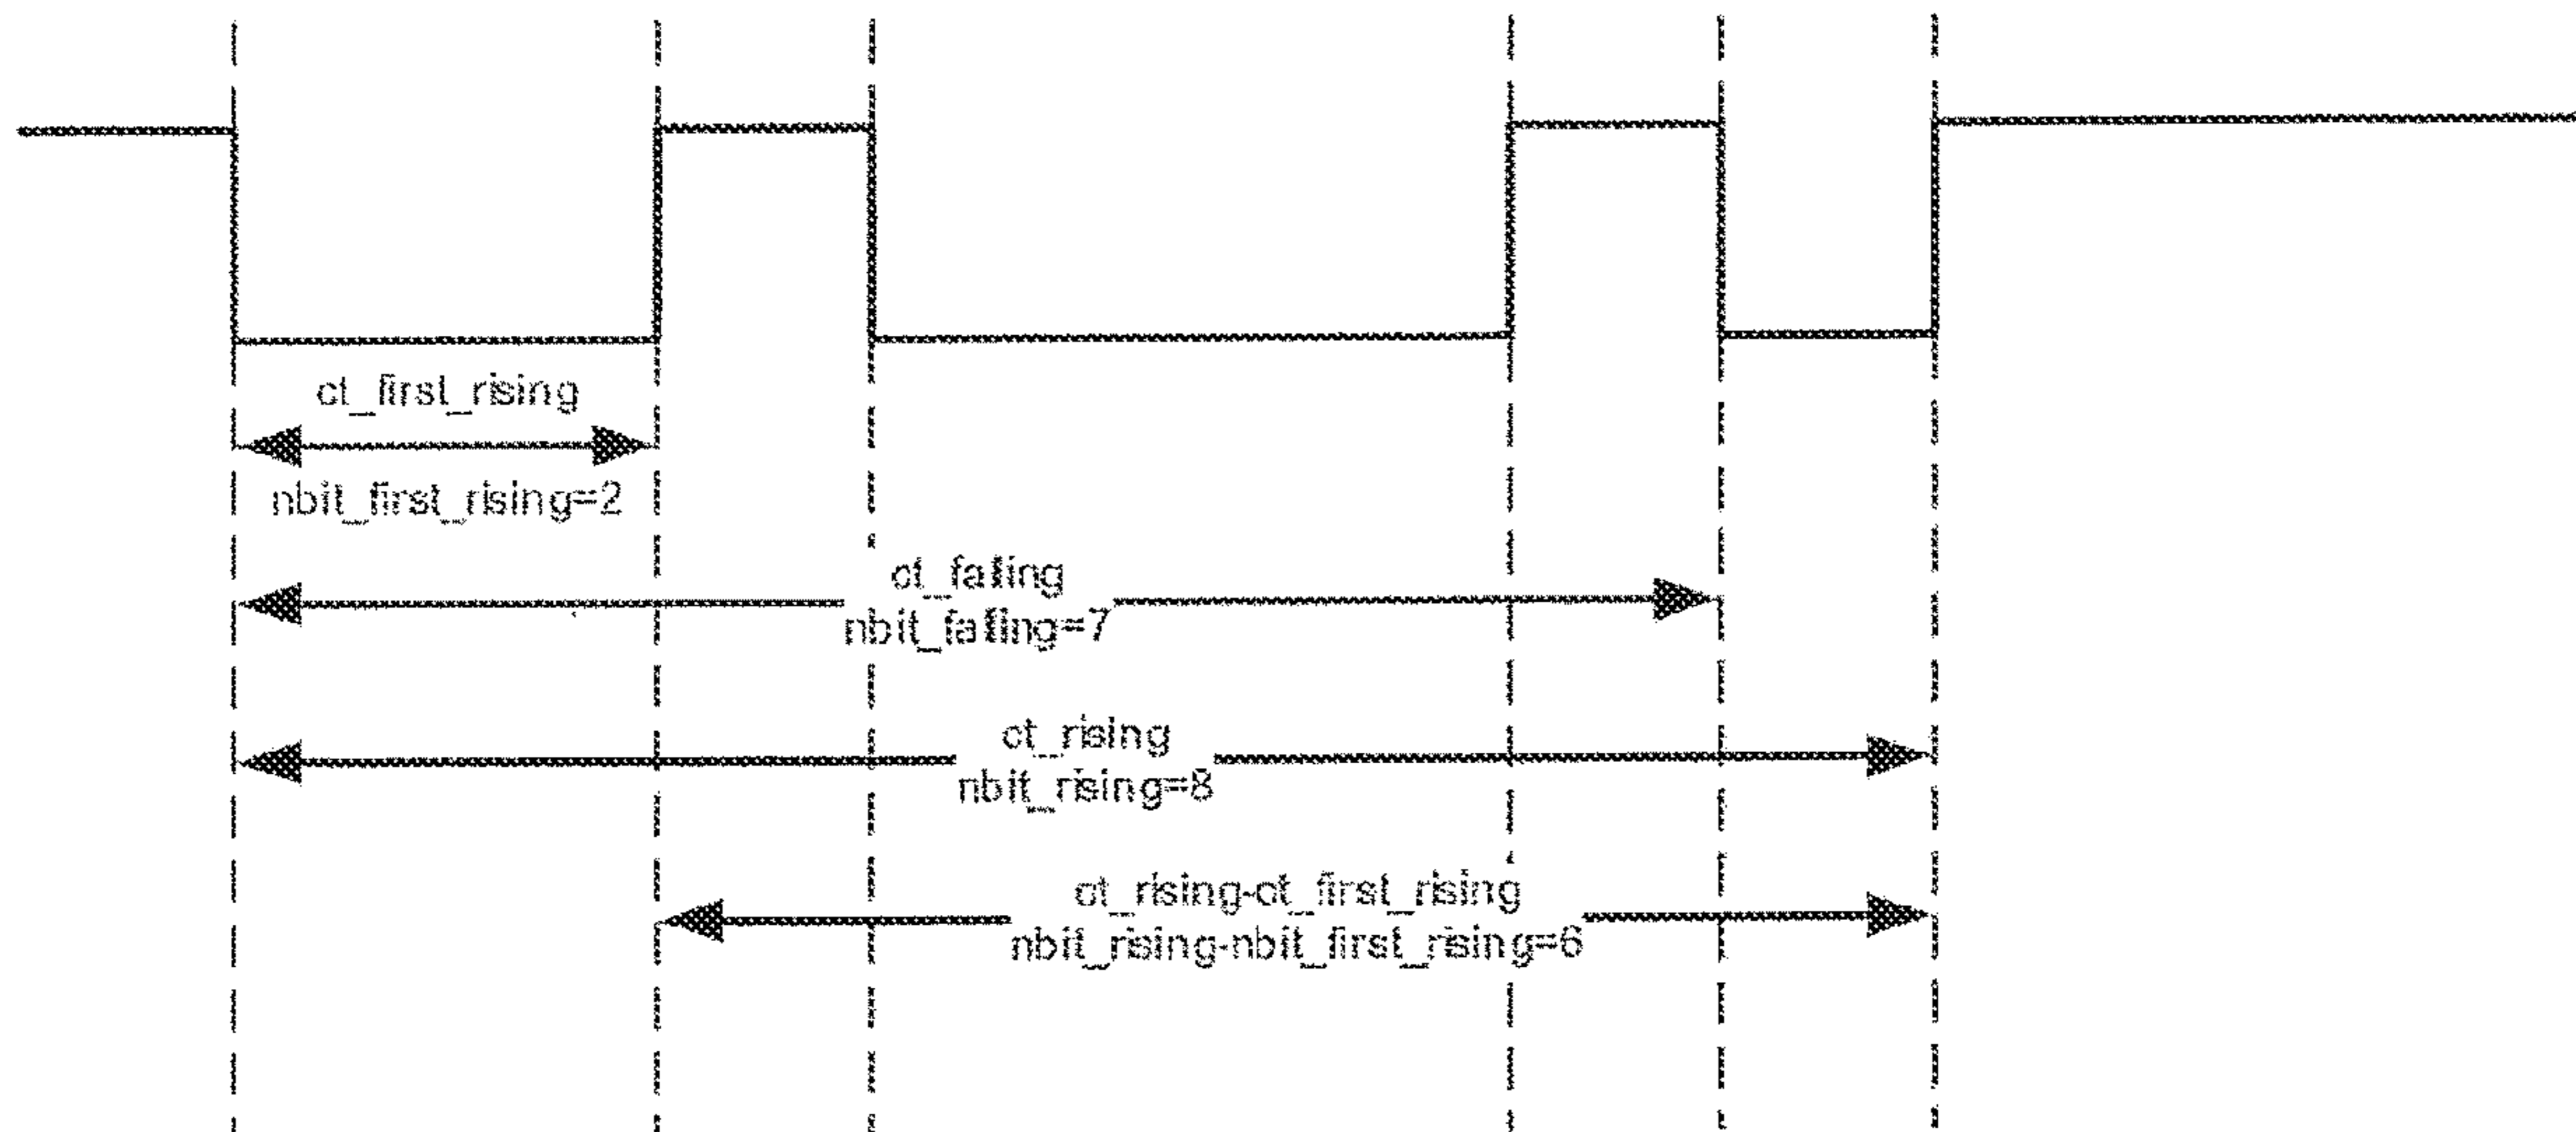 ct_first_rising
nbit_first_rising=2
ct_falling
nbit_falling=7
ct_rising
nbit_rising=8
ct_rising-ct_first_rising
nbit_rising-nbit_first_rising=6